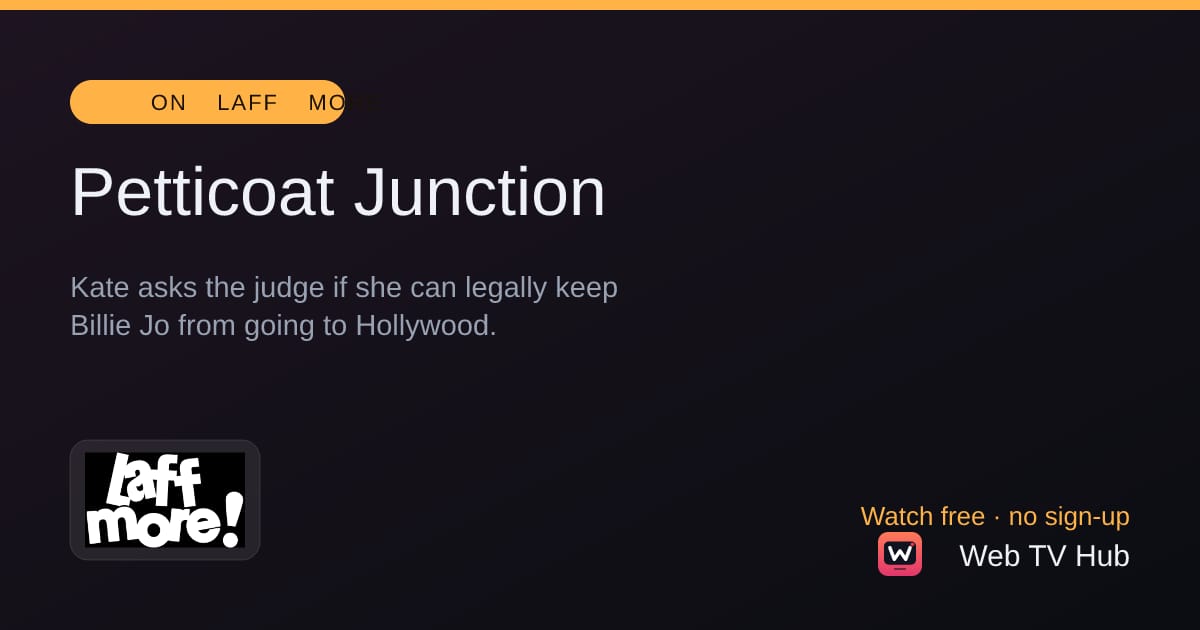 ON LAFF MO
Petticoat Junction
Kate asks the judge if she can legally keep
Billie Jo from going to Hollywood.
Laff
more!
Watch free · no sign-up
W
Web TV Hub